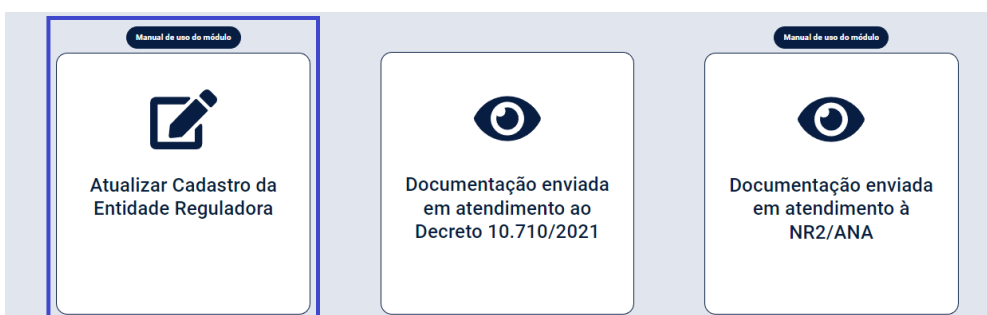 Manual de uso do módulo
Atualizar Cadastro da
Entidade Reguladora
Documentação enviada
em atendimento ao
Decreto 10.710/2021
Manual de uso do módulo
Documentação enviada
em atendimento à
NR2/ANA